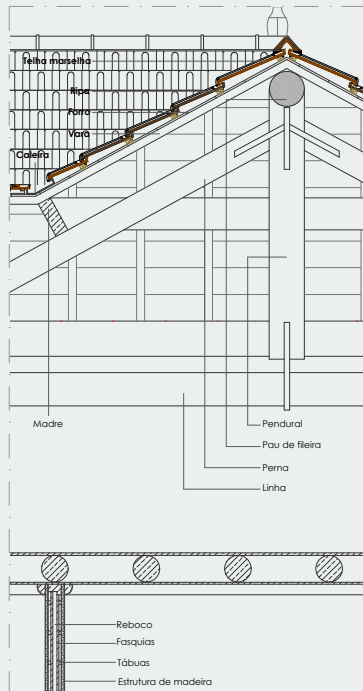 Telha marselha
Ripa
Forro
Vara
Caleira
Madre
Pendural
Pau de fileira
Perna
Linha
Reboco
Fasquias
Tábuas
Estrutura de madeira